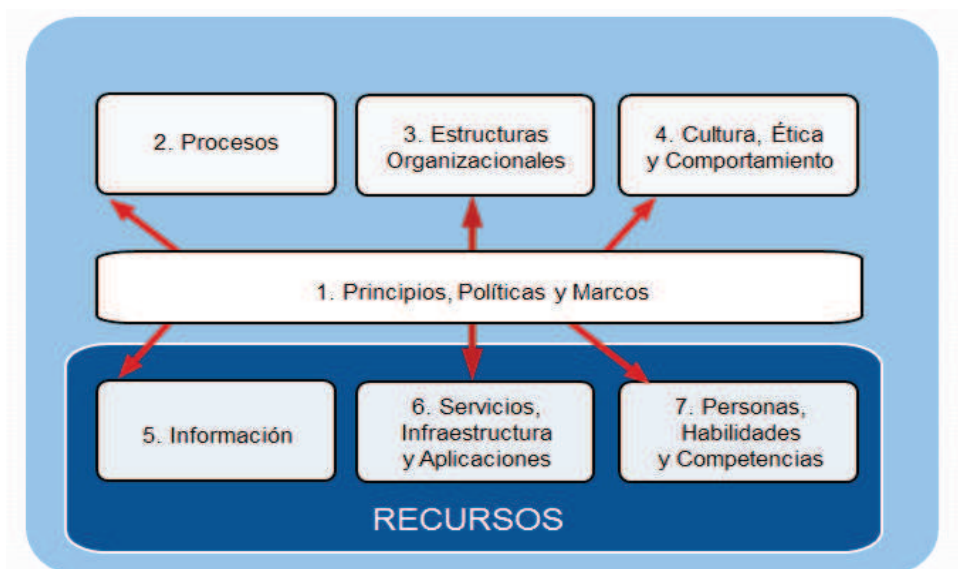 2. Procesos
3. Estructuras
Organizacionales
4. Cultura, Ética
y Comportamiento
1. Principios, Políticas y Marcos
5. Información
6. Servicios,
Infraestructura
y Aplicaciones
7. Personas,
Habilidades
y Competencias
RECURSOS